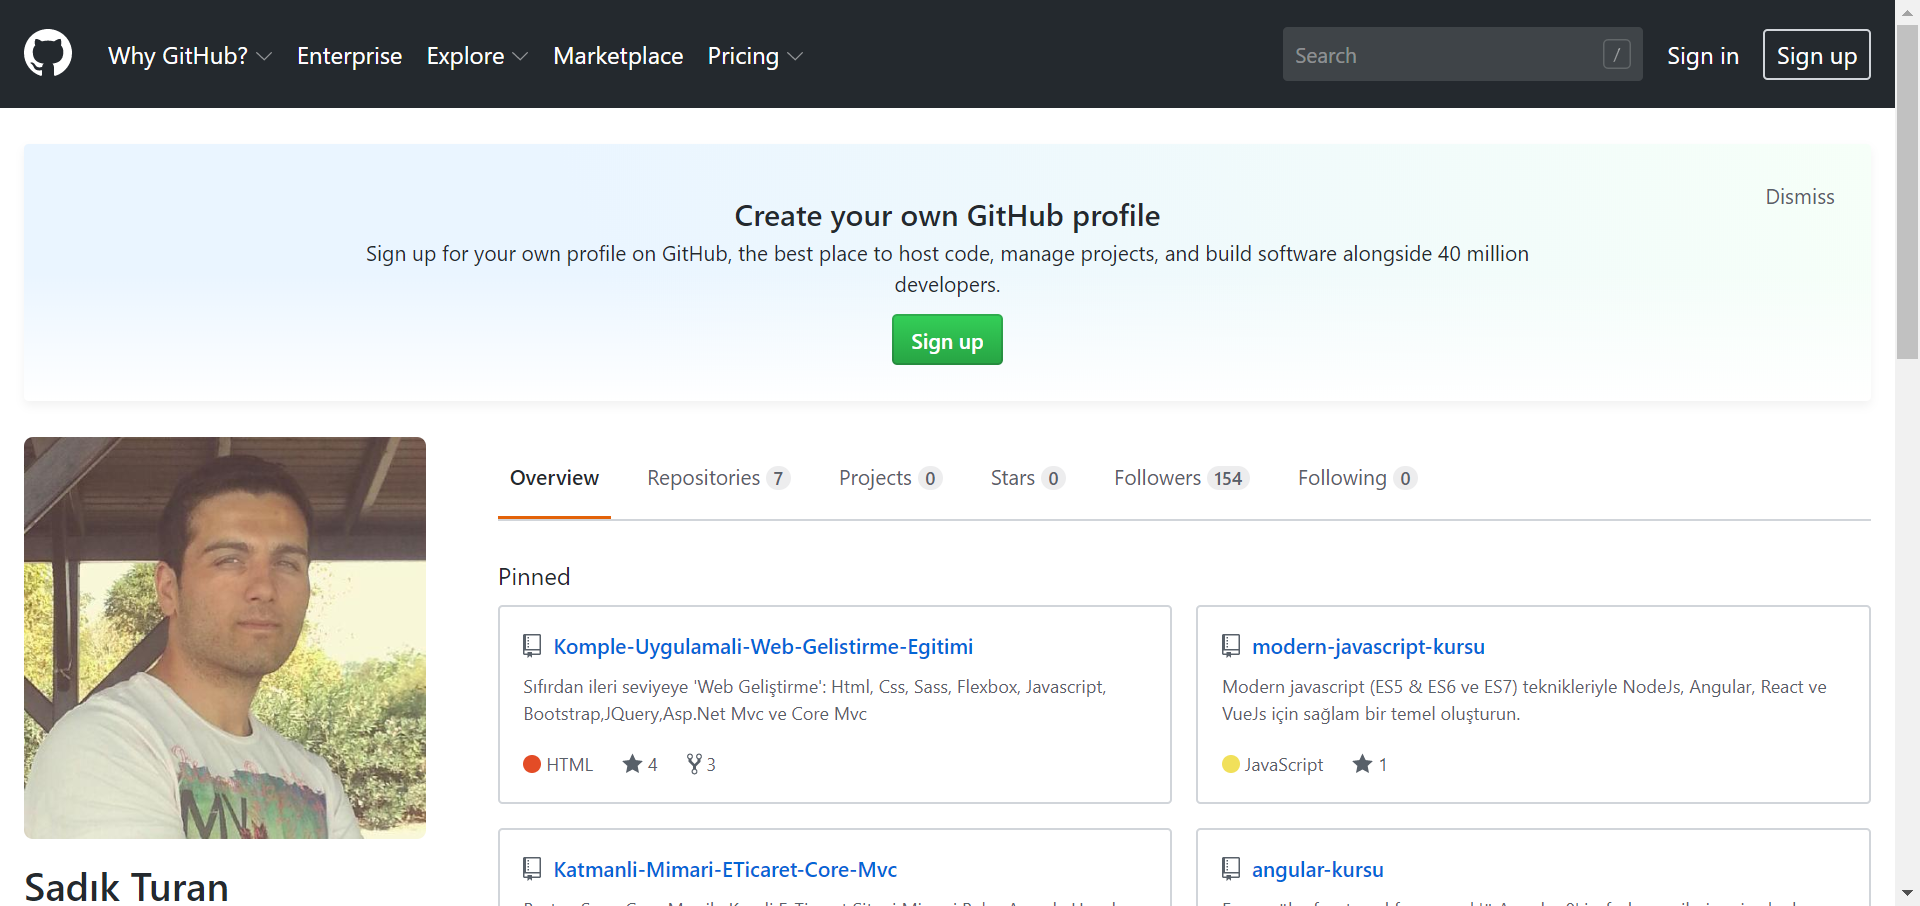 Why GitHub? Enterprise Explore Marketplace Pricing Search / Sign in Sign up
Dismiss
Create your own GitHub profile
Sign up for your own profile on GitHub, the best place to host code, manage projects, and build software alongside 40 million
developers.
Sign up
Overview Repositories 7 Projects 0 Stars 0 Followers 154 Following 0
Pinned
Komple-Uygulamali-Web-Gelistirme-Egitimi
Sıfırdan ileri seviyeye 'Web Geliştirme': Html, Css, Sass, Flexbox, Javascript,
Bootstrap,JQuery,Asp.Net Mvc ve Core Mvc
HTML 4 3
modern-javascript-kursu
Modern javascript (ES5 & ES6 ve ES7) teknikleriyle NodeJs, Angular, React ve
VueJs için sağlam bir temel oluşturun.
JavaScript 1
Katmanli-Mimari-ETicaret-Core-Mvc
angular-kursu
Sadık Turan